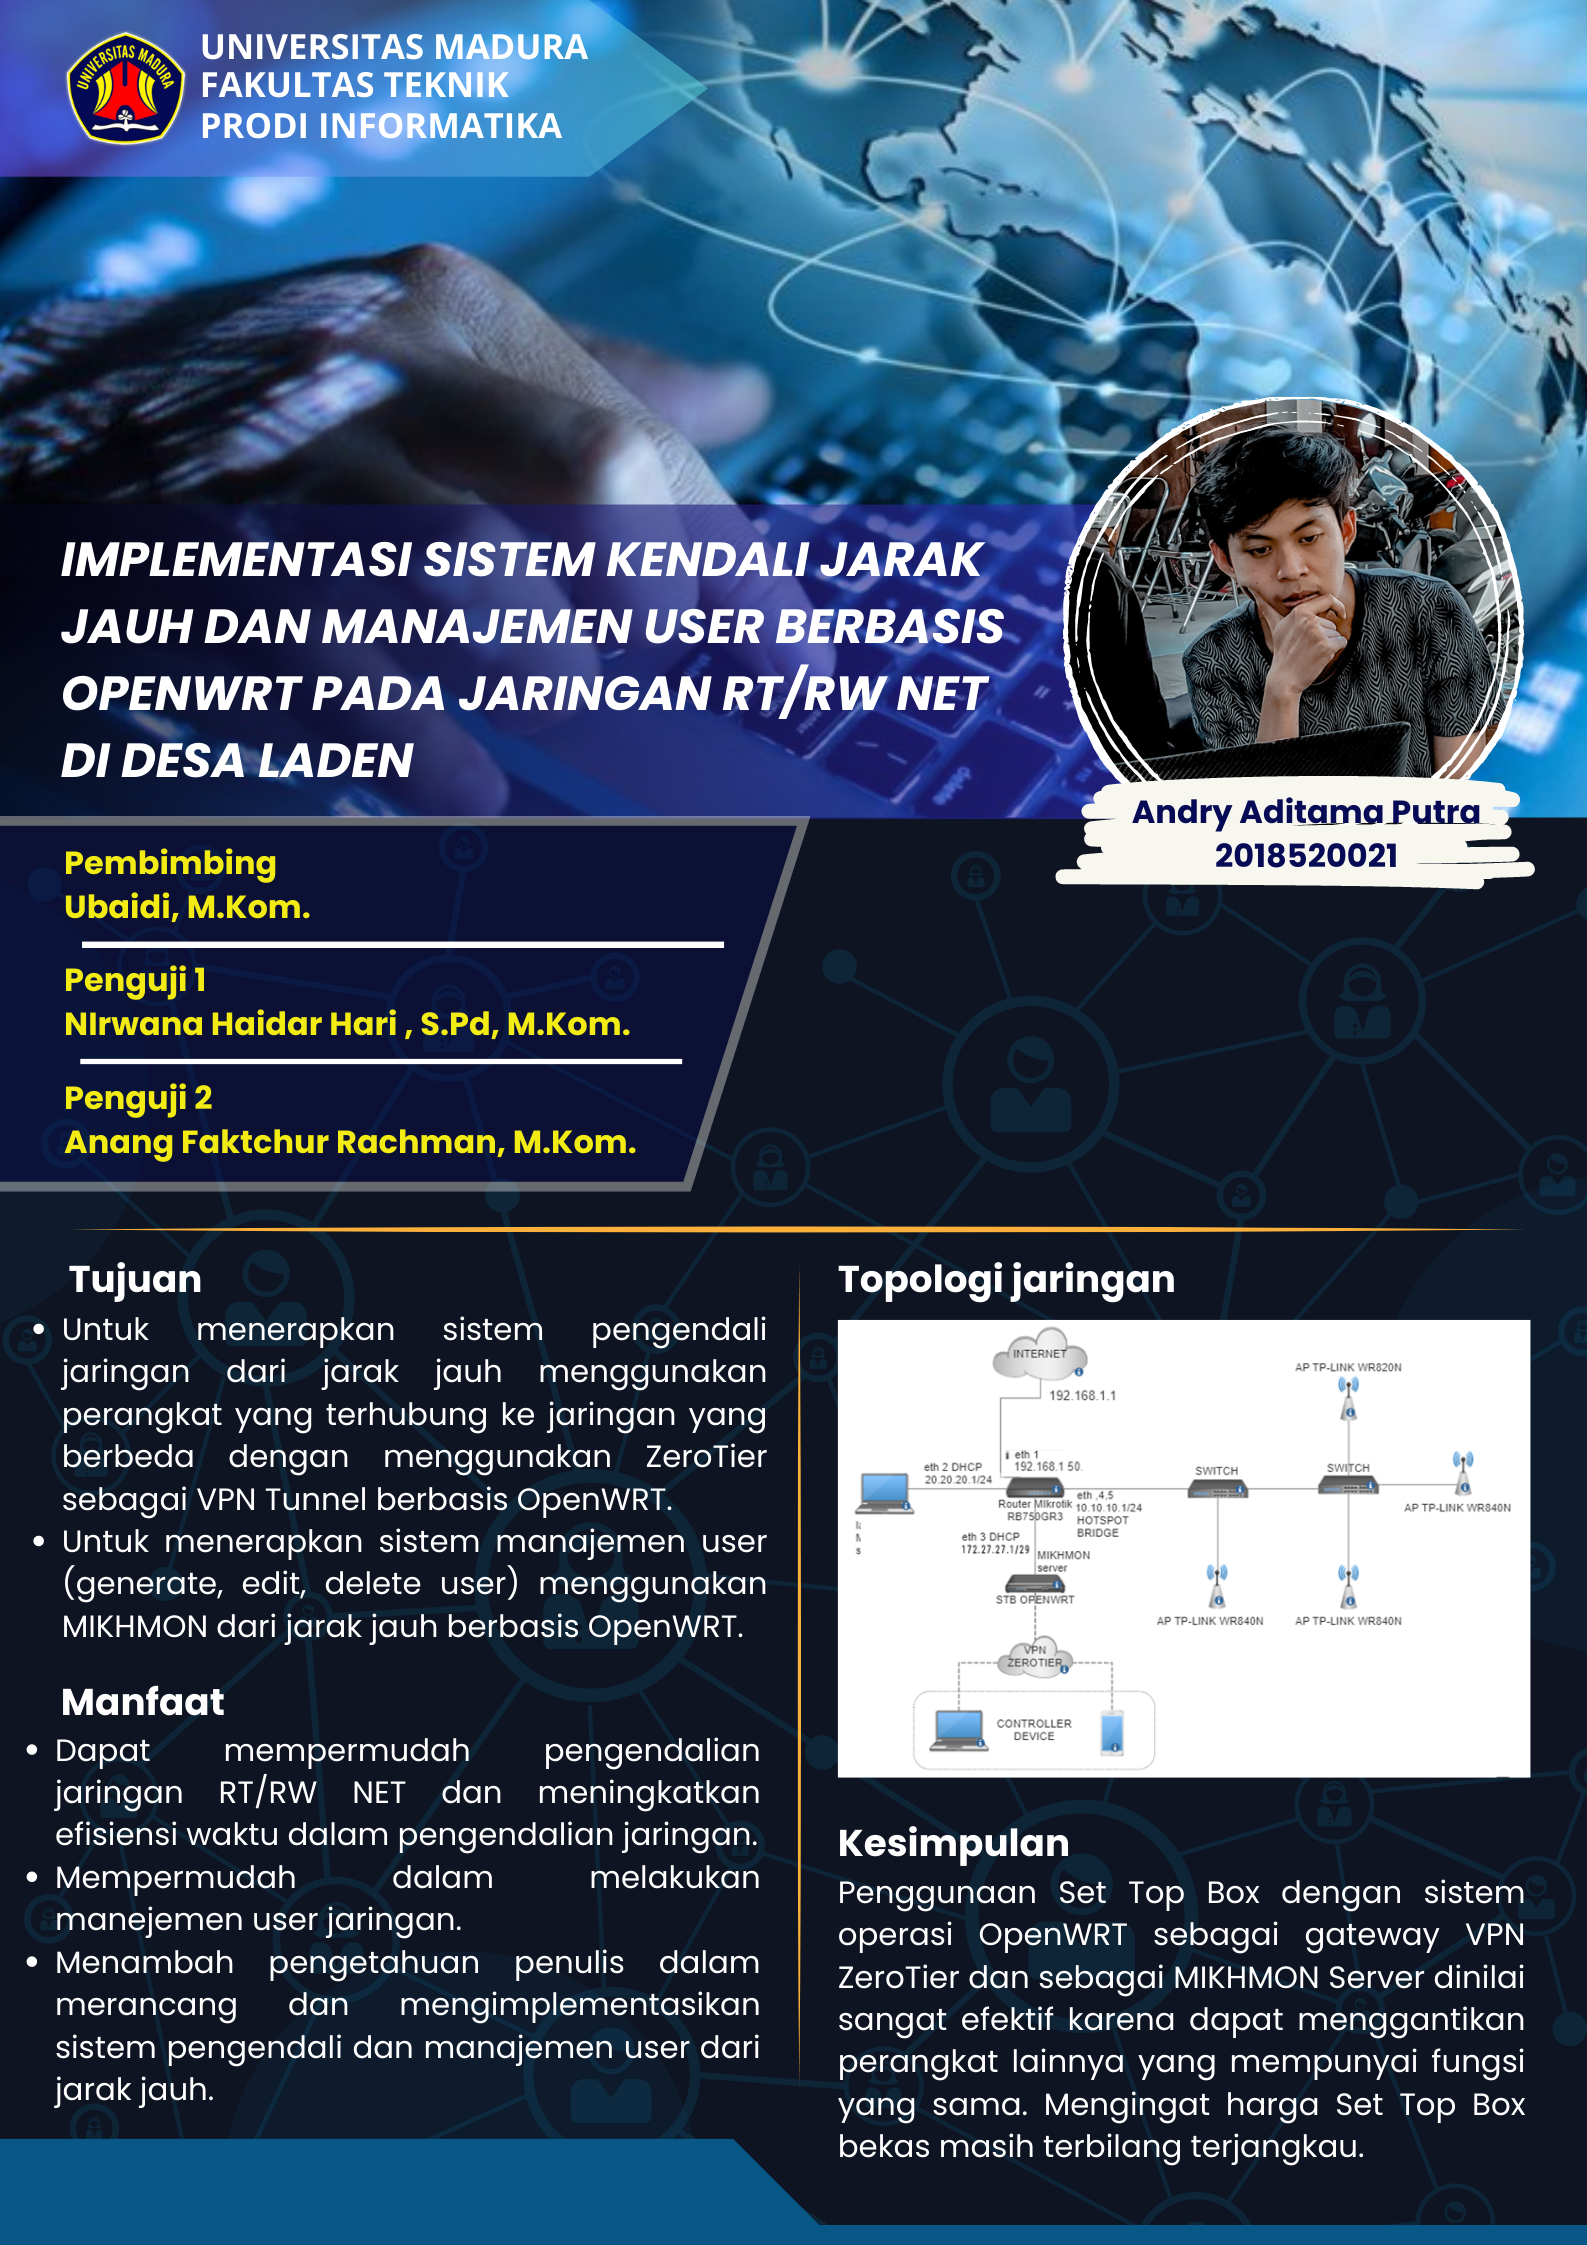 UNIVERSITAS MADURA
UNIVERSITAS MADURA
FAKULTAS TEKNIK
PRODI INFORMATIKA
IMPLEMENTASI SISTEM KENDALI JARAK
JAUH DAN MANAJEMEN USER BERBASIS
OPENWRT PADA JARINGAN RT/RW NET
DI DESA LADEN
Andry Aditama Putra
2018520021
Pembimbing
Ubaidi, M.Kom.
Penguji 1
NIrwana Haidar Hari , S.Pd, M.Kom.
Penguji 2
Anang Faktchur Rachman, M.Kom.
Tujuan
• Untuk menerapkan sistem pengendali
jaringan dari jarak jauh menggunakan
perangkat yang terhubung ke jaringan yang
berbeda dengan menggunakan ZeroTier
sebagai VPN Tunnel berbasis OpenWRT.
• Untuk menerapkan sistem manajemen user
(generate, edit, delete user) menggunakan
MIKHMON dari jarak jauh berbasis OpenWRT.
Manfaat
• Dapat mempermudah pengendalian
jaringan RT/RW NET dan meningkatkan
efisiensi waktu dalam pengendalian jaringan.
• Mempermudah dalam melakukan
manejemen user jaringan.
• Menambah pengetahuan penulis dalam
merancang dan mengimplementasikan
sistem pengendali dan manajemen user dari
jarak jauh.
Topologi jaringan
INTERNET
192.168.1.1
AP TP-LINK WR820N
eth 1
192.168.1 50.
eth 2 DHCP
20.20.20.1/24
Router MIkrotik
RB750GR3
eth ,4,5
10.10.10.1/24
HOTSPOT
BRIDGE
SWITCH
SWITCH
AP TP-LINK WR840N
eth 3 DHCP
172.27.27.1/29
MIKHMON
server
STB OPENWRT
AP TP-LINK WR840N
AP TP-LINK WR840N
VPN
ZEROTIER
CONTROLLER
DEVICE
Kesimpulan
Penggunaan Set Top Box dengan sistem
operasi OpenWRT sebagai gateway VPN
ZeroTier dan sebagai MIKHMON Server dinilai
sangat efektif karena dapat menggantikan
perangkat lainnya yang mempunyai fungsi
yang sama. Mengingat harga Set Top Box
bekas masih terbilang terjangkau.